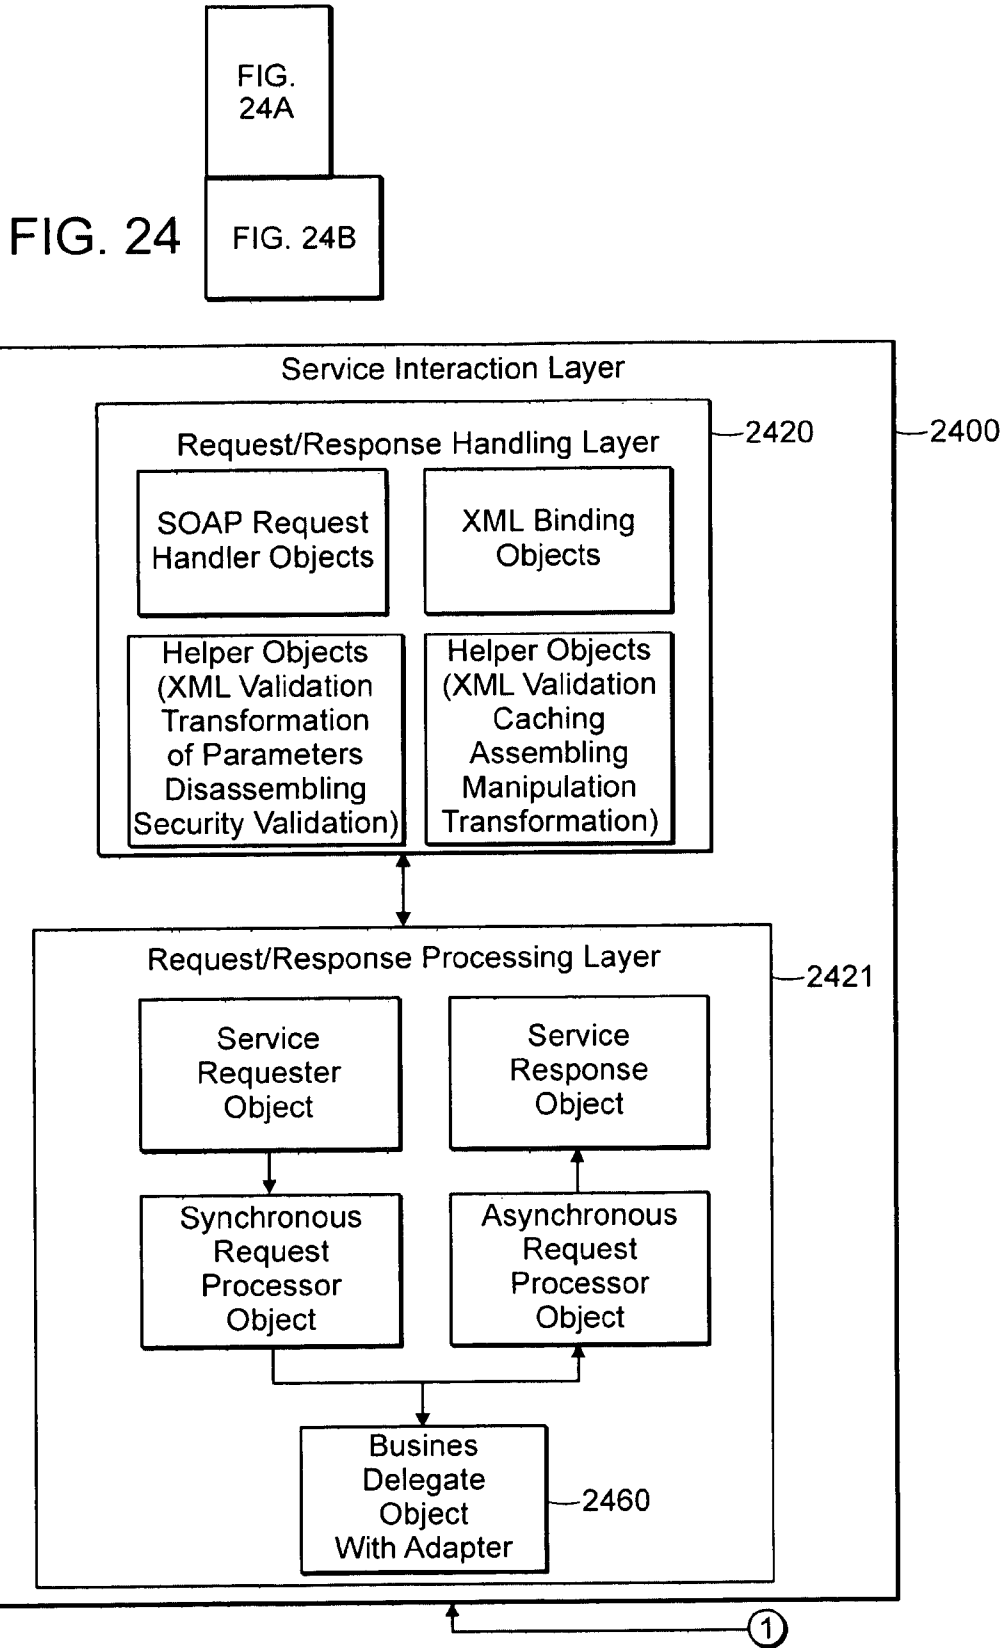 FIG.
24A
FIG. 24
FIG. 24B
Service Interaction Layer
Request/Response Handling Layer
2420
2400
SOAP Request
Handler Objects
XML Binding
Objects
Helper Objects
(XML Validation
Transformation
of Parameters
Disassembling
Security Validation)
Helper Objects
(XML Validation
Caching
Assembling
Manipulation
Transformation)
Request/Response Processing Layer
2421
Service
Requester
Object
Service
Response
Object
Synchronous
Request
Processor
Object
Asynchronous
Request
Processor
Object
Busines
Delegate
Object
With Adapter
2460
1